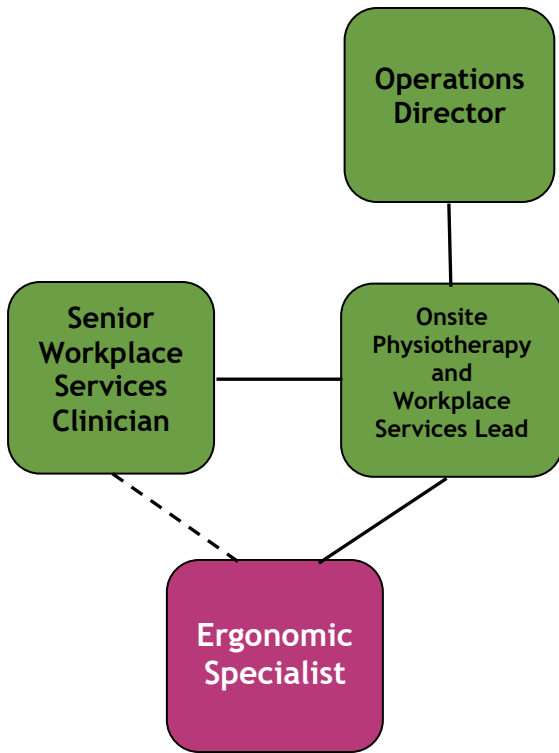 Operations
Director
Senior
Workplace
Services
Clinician
Onsite
Physiotherapy
and
Workplace
Services Lead
Ergonomic
Specialist